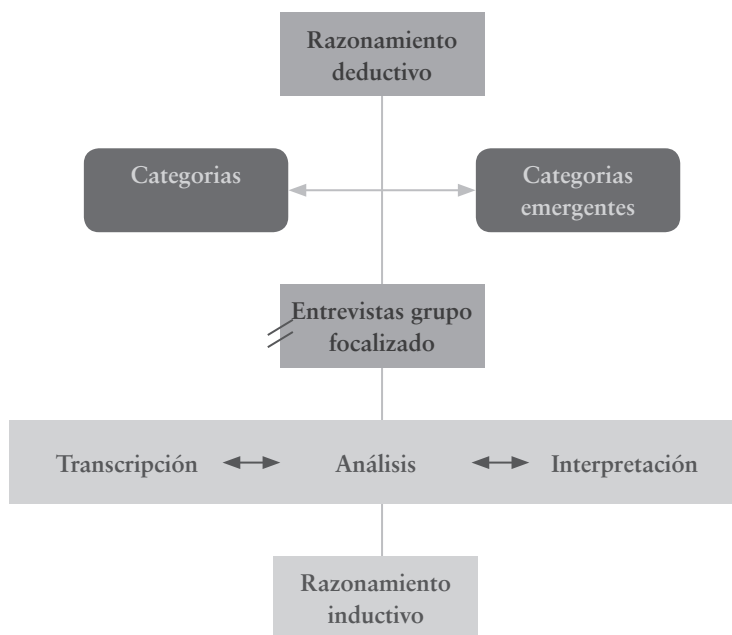 Razonamiento
deductivo
Categorias
Categorias
emergentes
Entrevistas grupo
focalizado
Transcripción
Análisis
Interpretación
Razonamiento
inductivo